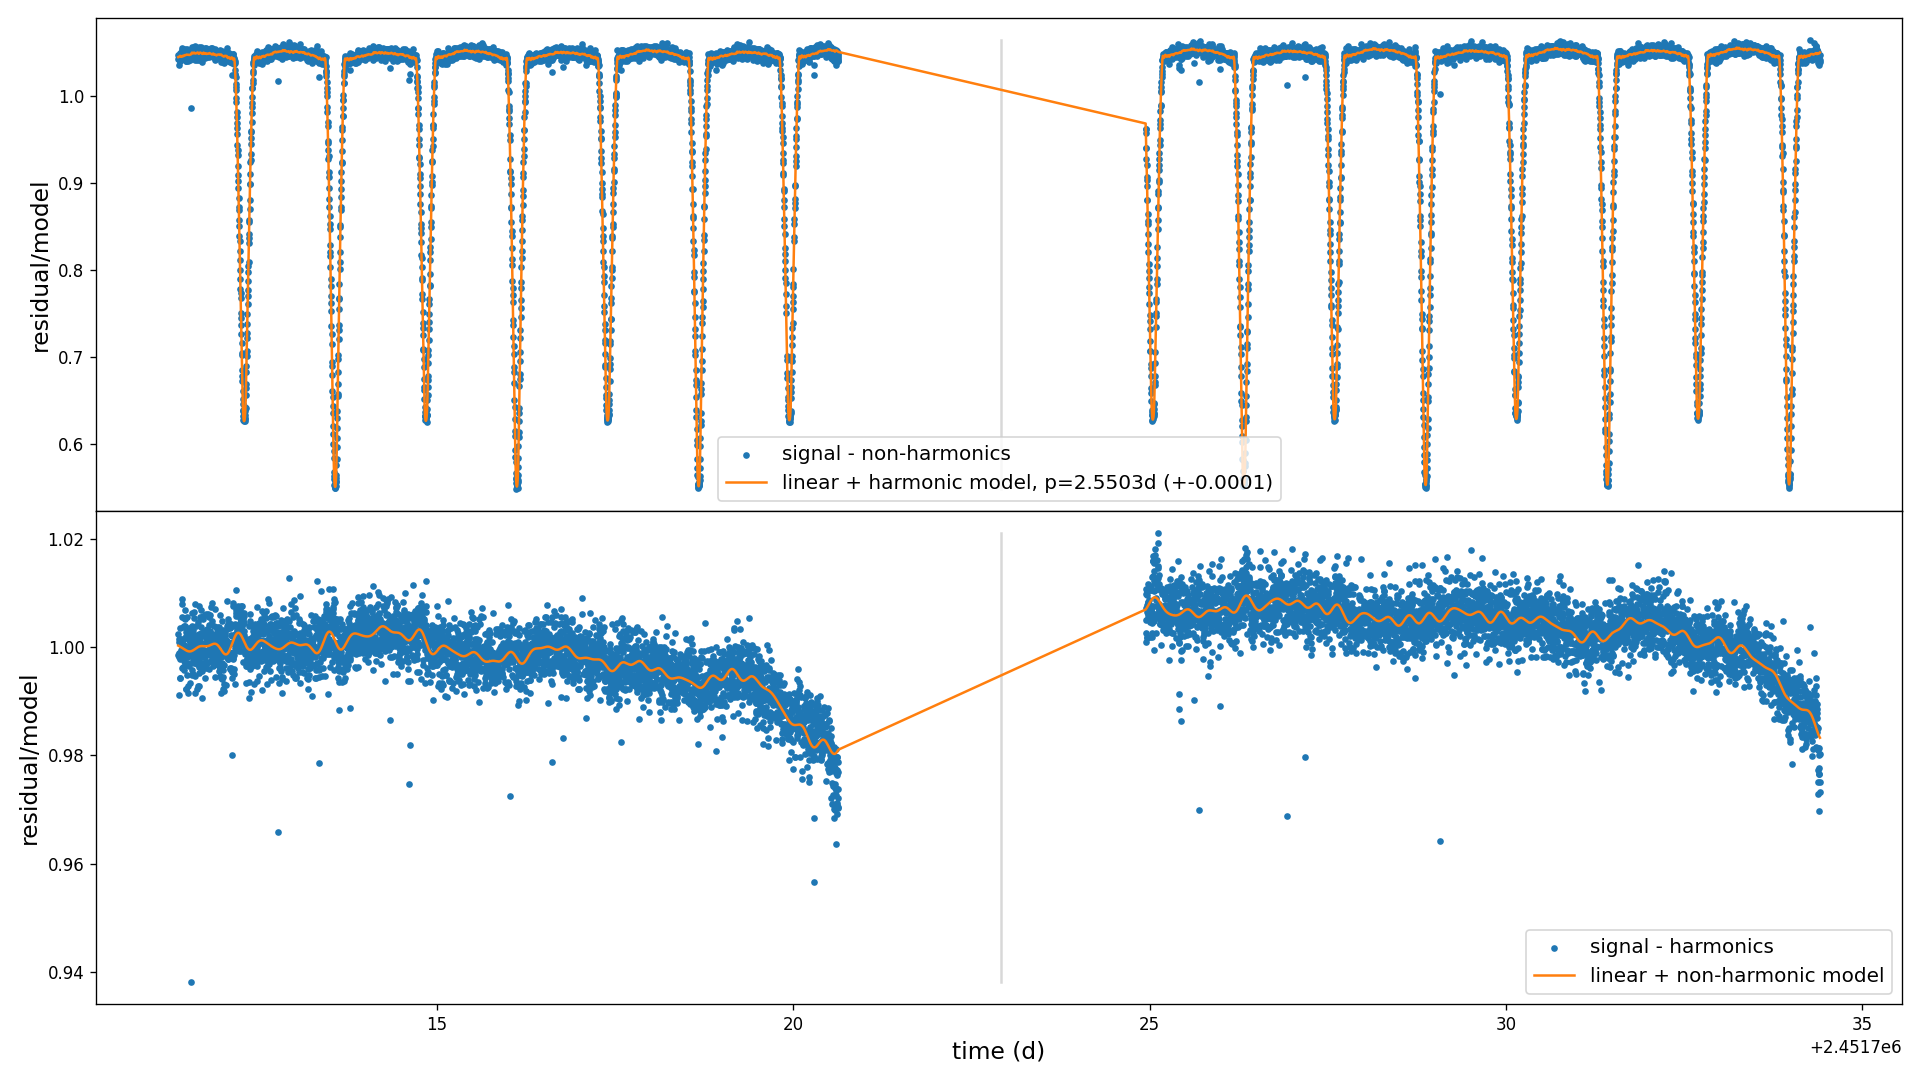 1.0
0.9
0.8
0.7
0.6
residual/model
signal - non-harmonics
linear + harmonic model, p=2.5503d (+-0.0001)
1.02
1.00
0.98
0.96
0.94
residual/model
signal - harmonics
linear + non-harmonic model
15 20 25 30 35
time (d)
+2.4517e6